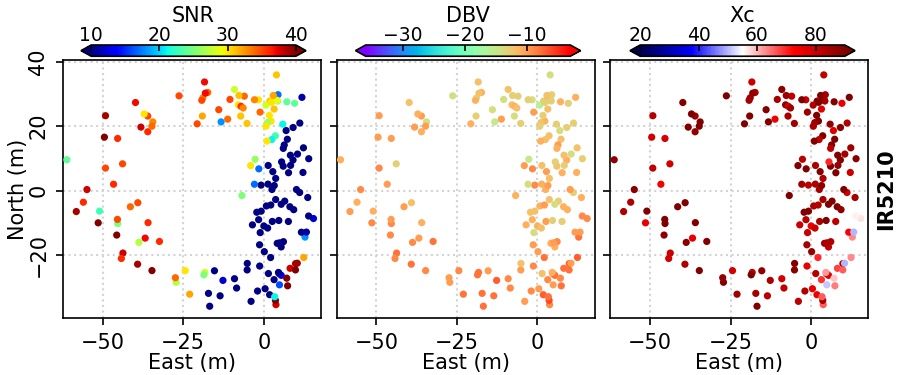 SNR DBV Xc
10 20 30 40 −30 −20 −10 20 40 60 80
North (m)
40
20
0
−20
−50 −25 0 −50 −25 0 −50 −25 0
East (m) East (m) East (m)
IR5210